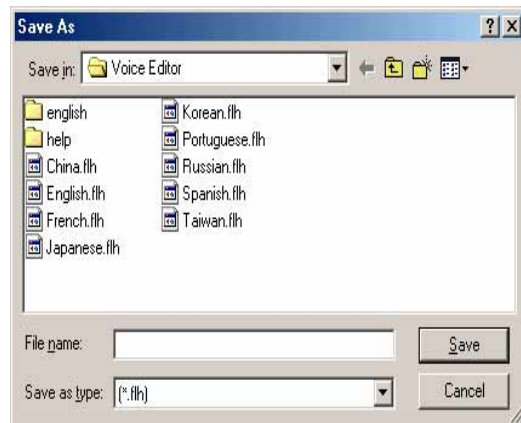 Save As
Save in: Voice Editor
english
help
China.flh
English.flh
French.flh
Japanese.flh
Korean.flh
Portuguese.flh
Russian.flh
Spanish.flh
Taiwan.flh
File name:
Save
Save as type: (*.flh)
Cancel